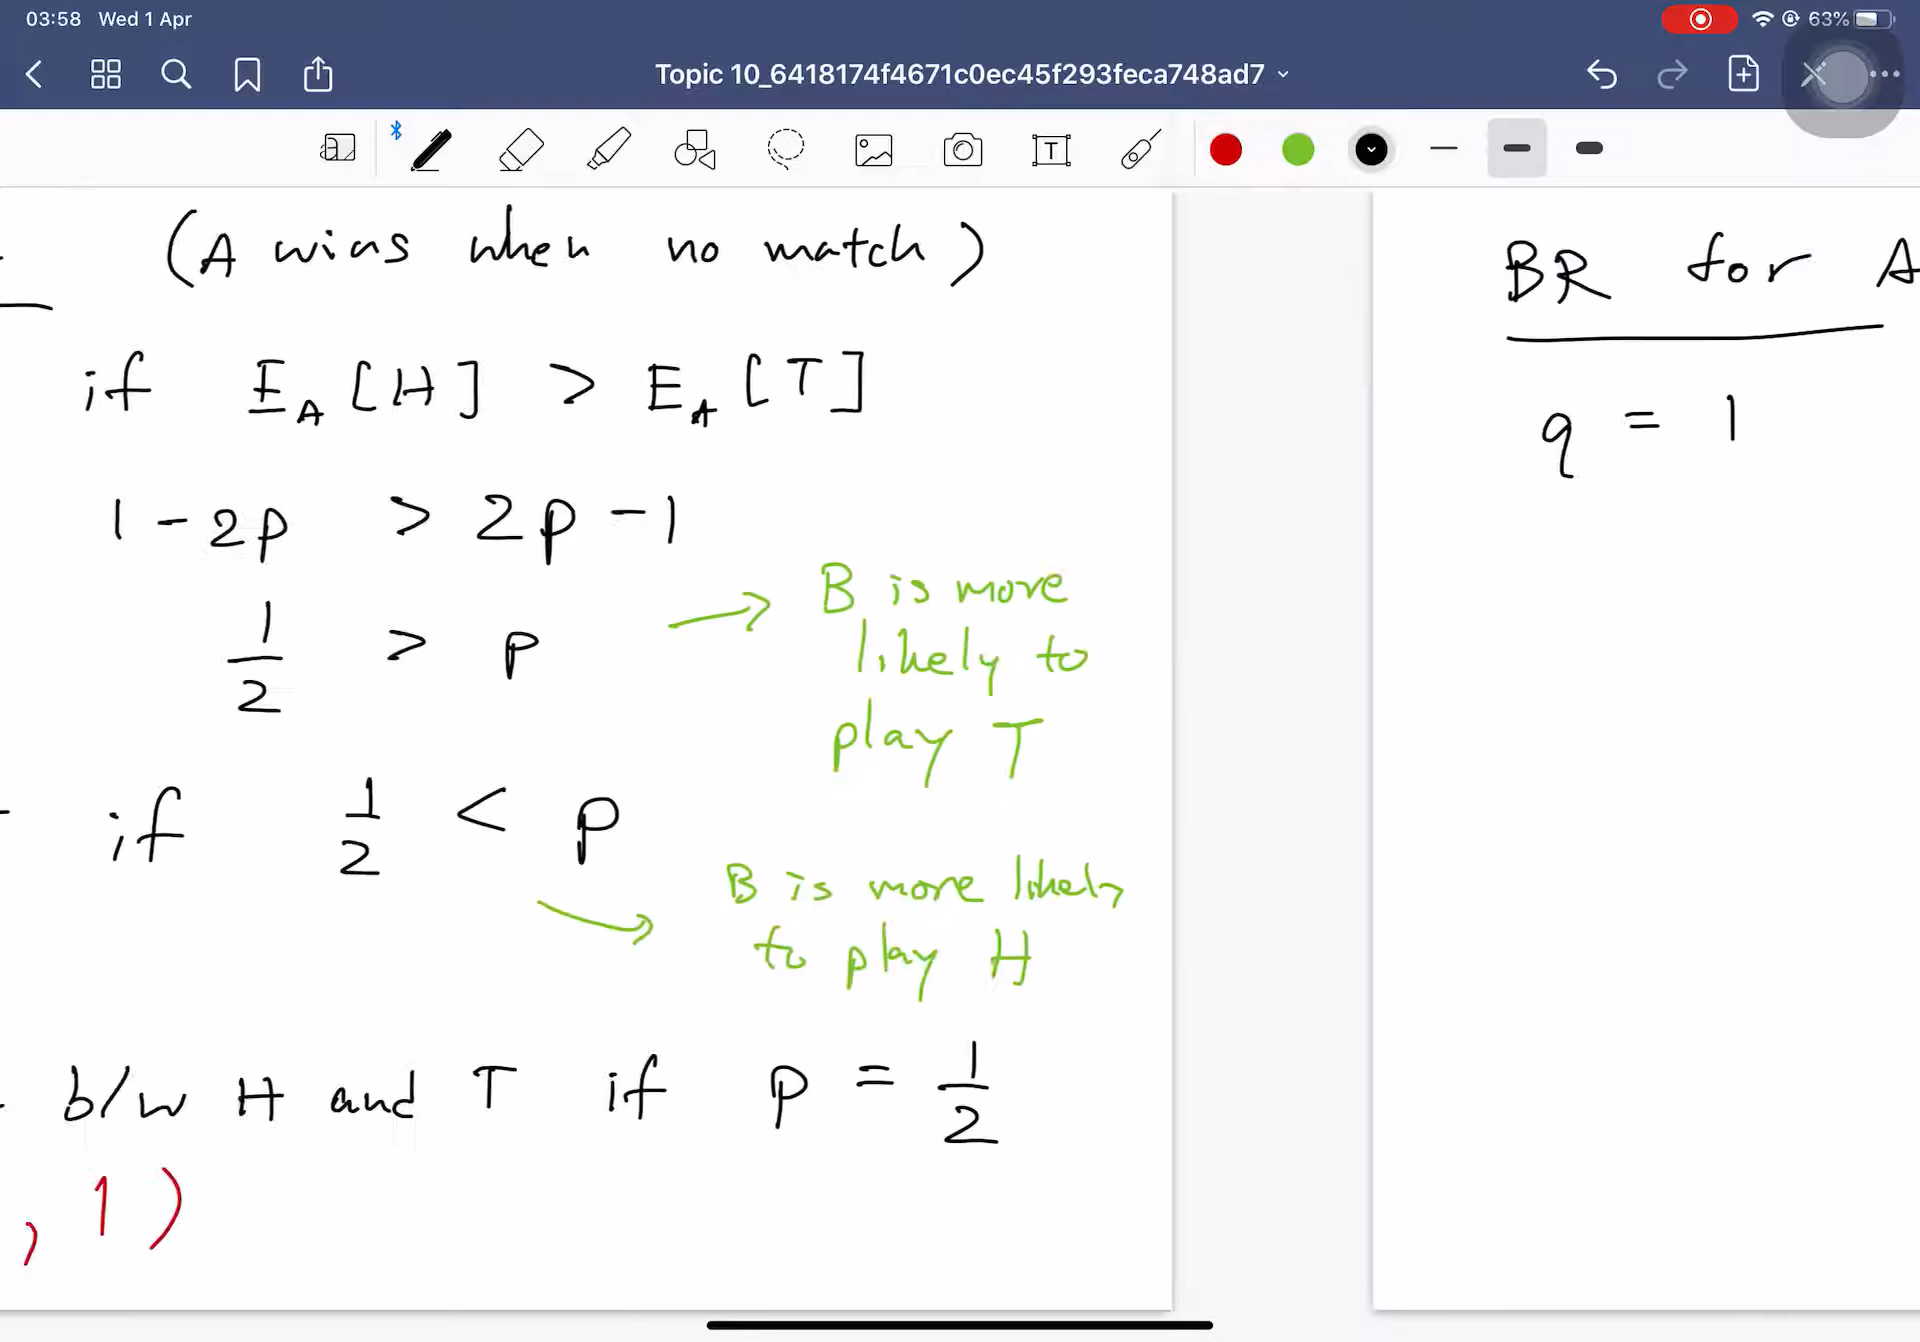 03:58 Wed 1 Apr
63%
Topic 10_6418174f4671c0ec45f293feca748ad7
(A wins when no match)
if E_A [H] > E_A [T]
1 - 2p > 2p - 1
1/2 > p
B is more
likely to
play T
if 1/2 < p
B is more likely
to play H
b/w H and T if p = 1/2
, 1)
BR for A
q = 1